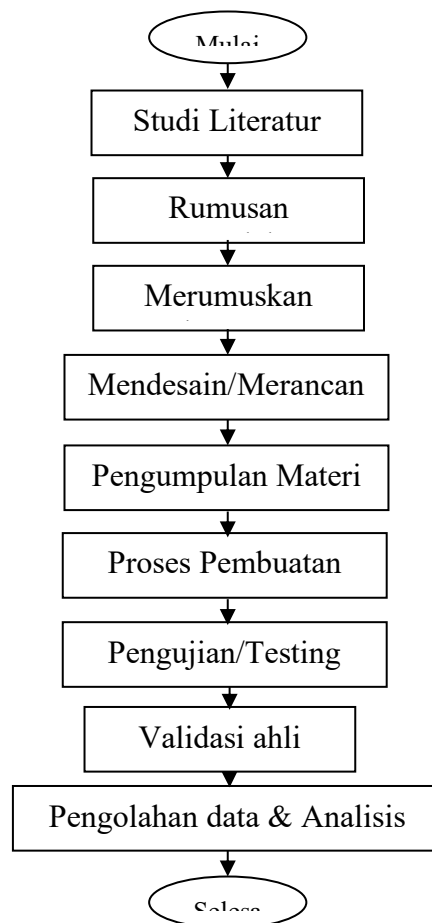 Mulai
Studi Literatur
Rumusan
Merumuskan
Mendesain/Merancan
Pengumpulan Materi
Proses Pembuatan
Pengujian/Testing
Validasi ahli
Pengolahan data & Analisis
Selesa